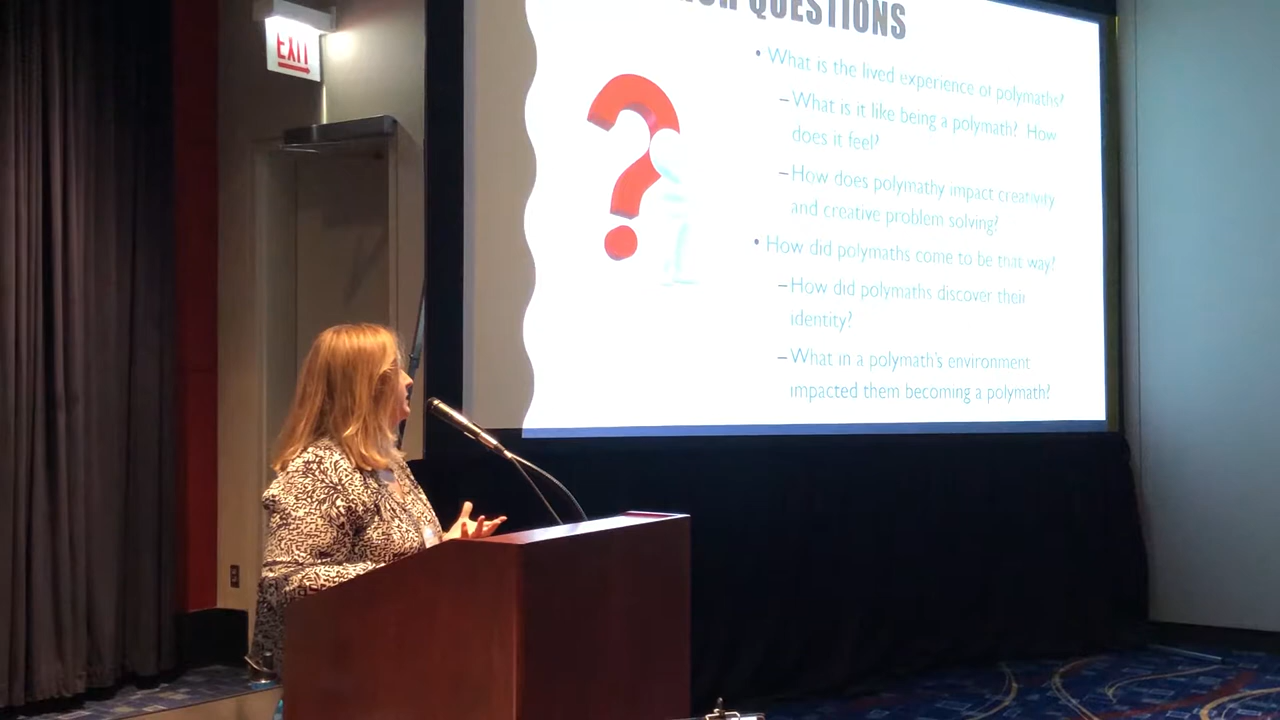 EXIT
QUESTIONS
• What is the lived experience of polymaths?
– What is it like being a polymath? How
does it feel?
– How does polymathy impact creativity
and creative problem solving?
• How did polymaths come to be that way?
– How did polymaths discover their
identity?
– What in a polymath's environment
impacted them becoming a polymath?